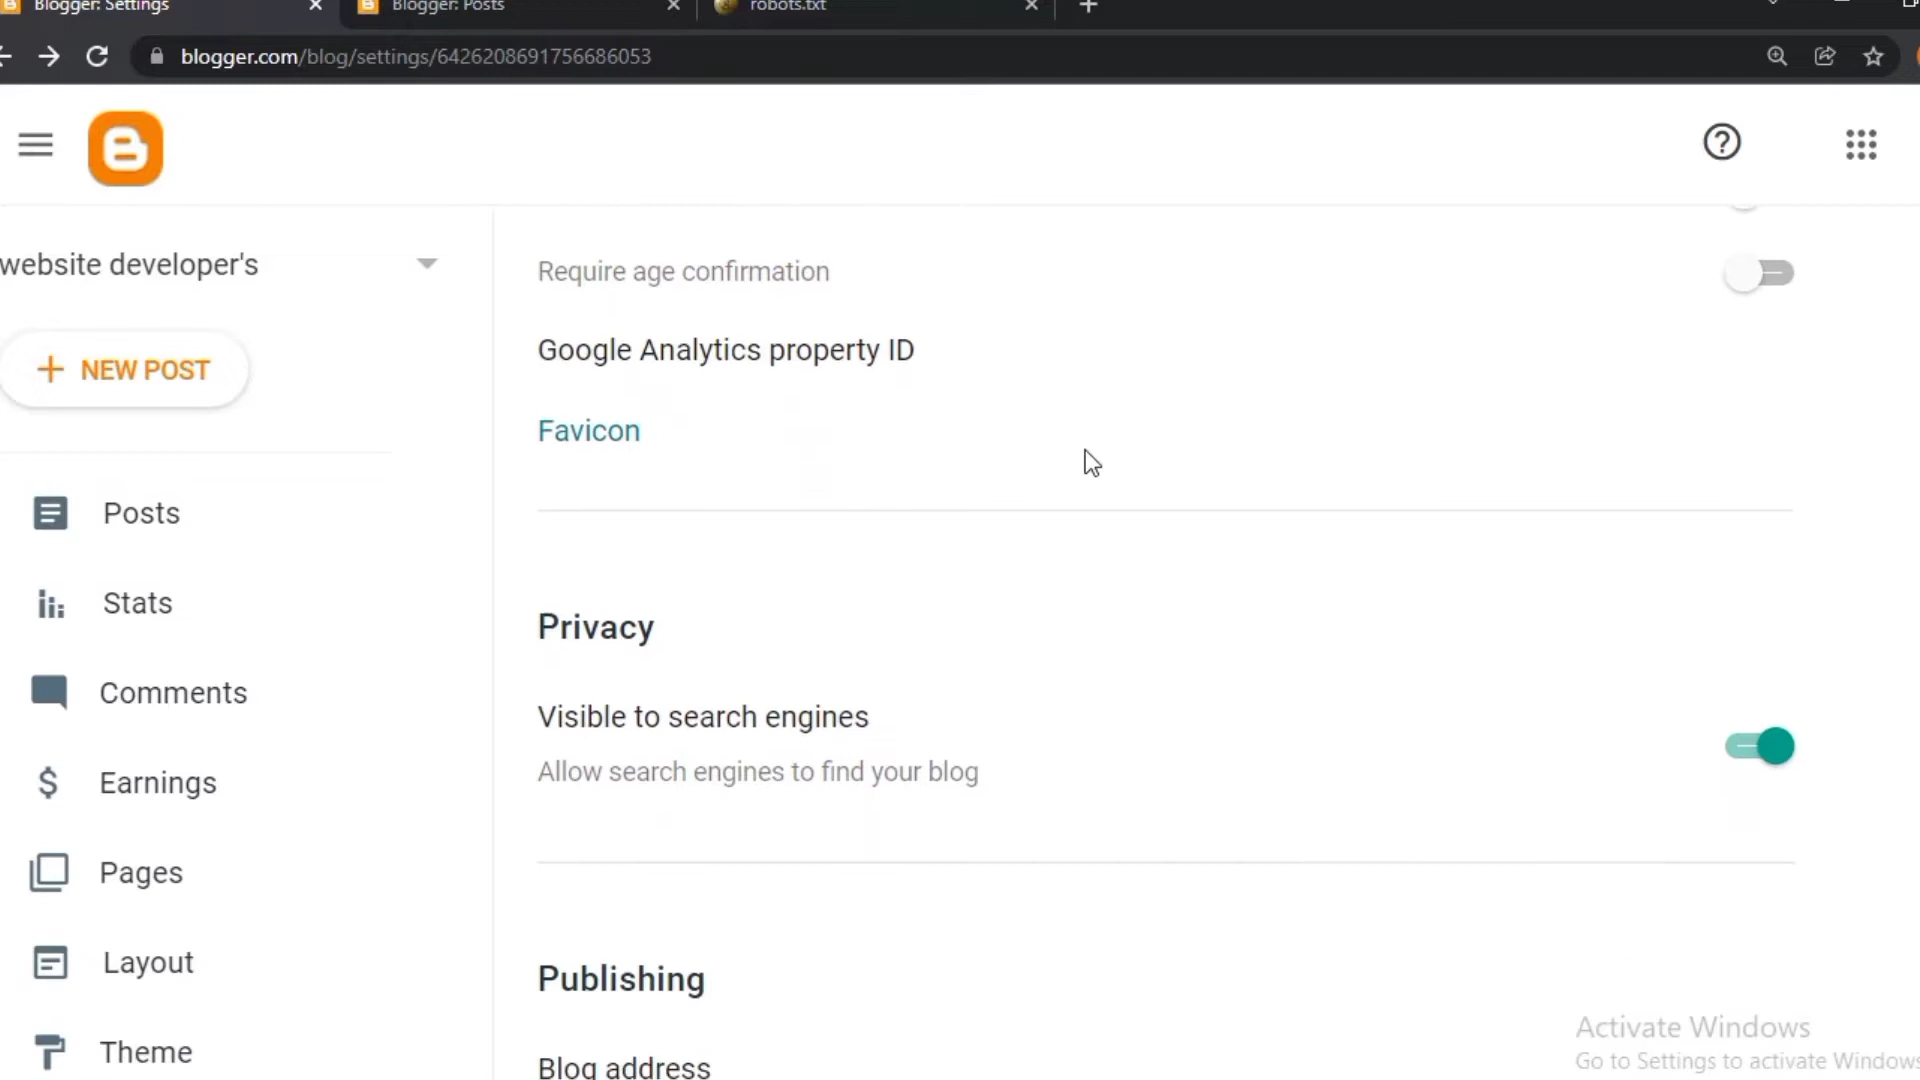 Blogger: Settings
Blogger: Posts
robots.txt
blogger.com/blog/settings/6426208691756686053
website developer's
NEW POST
Posts
Stats
Comments
Earnings
Pages
Layout
Theme
Require age confirmation
Google Analytics property ID
Favicon
Privacy
Visible to search engines
Allow search engines to find your blog
Publishing
Blog address
Activate Windows
Go to Settings to activate Windows